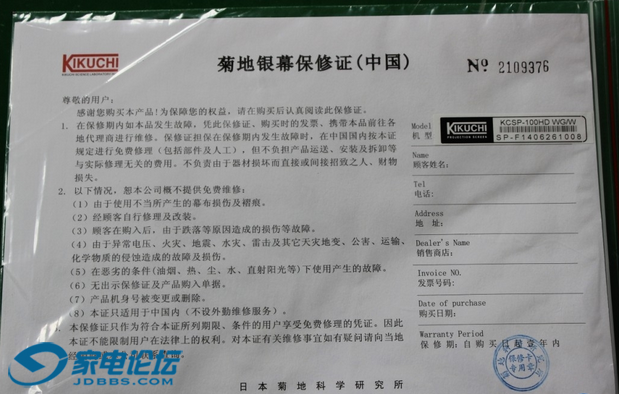 KIKUCHI
菊地银幕保修证(中国)
Nº 2109376
尊敬的用户:
感谢您购买本产品!为保障您的权益,请在购买后认真阅读此保修证。
1. 在保修期内如本品发生故障,凭此保修证、购买时的发票、携带本品前往各
地代理商进行维修。保修证担保在保修期内发生故障时,在中国国内按本证
规定进行免费修理(包括部件及人工),但不负担产品运送、安装及拆卸等
与实际修理无关的费用。不负责由于器材损坏而直接或间接招致之人、财物
损失。
2. 以下情况,恕本公司概不提供免费维修:
(1) 由于使用不当所产生的幕布损伤及褶痕。
(2) 经顾客自行修理及改装。
(3) 顾客在购入后,由于跌落等原因造成的损伤等故障。
(4) 由于异常电压、火灾、地震、水灾、雷击及其它天灾地变、公害、运输、
化学物质的侵蚀造成的故障及损伤。
(5) 在恶劣的条件(油烟、热、尘、水、直射阳光等)下使用产生的故障。
(6) 无出示保修证及产品购入单据。
(7) 产品机身号被变更或删除。
(8) 本证只适用于中国内(不设外勤维修服务)。
本保修证只作为符合本证所列期限、条件的用户享受免费修理的凭证。因此
本证不能限制用户在法律上的权利。对本证有关维修事宜如有疑问请向当地
Model
机 型
KIKUCHI
PROJECTION SCREEN
KCSP-100HD WG/W
SP-F1406261008
Name
顾客姓名:
Tel
电话:
Address
地 址:
Dealer's Name
销售商店:
Invoice NO.
发票号码:
Date of purchase
购买日期:
Warranty Period
保 修 期:自购买日起壹年内
保修卡
专用章
日本菊地科学研究所
家电论坛
JDBBS.COM